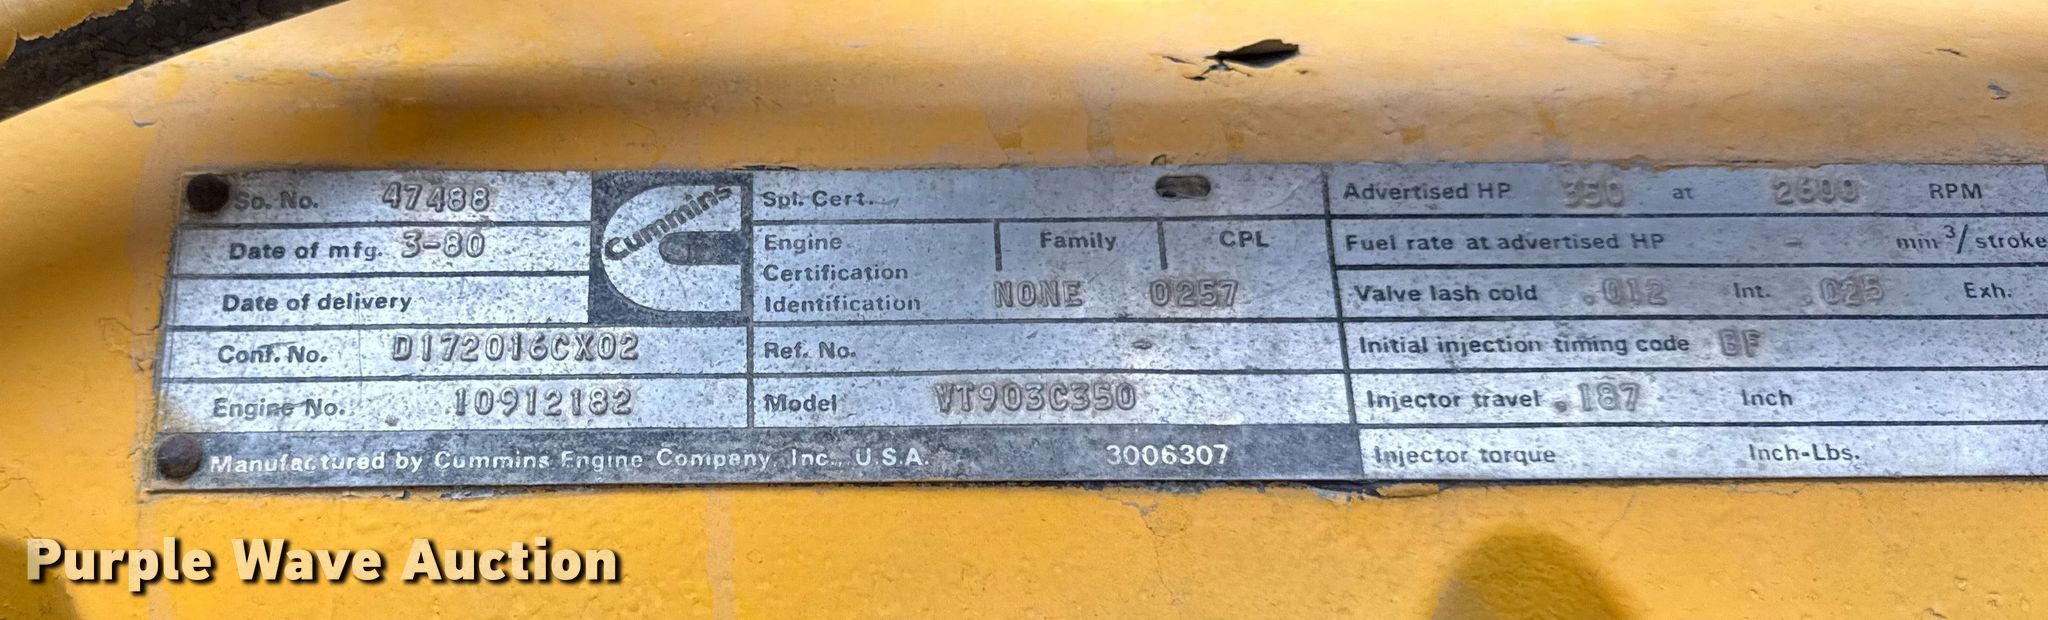 So. No. 47488
Date of mfg. 3-80
Date of delivery
Conf. No. D172016CX02
Engine No. 10912182
Cummins
Spl. Cert.
Engine Certification Identification
Family CPL
NONE 0257
Ref. No. -
Model VT903C350
Manufactured by Cummins Engine Company, Inc., U.S.A. 3006307
Advertised HP 350 at 2600 RPM
Fuel rate at advertised HP - mm³/stroke
Valve lash cold .012 Int. .025 Exh.
Initial injection timing code
Injector travel .187 Inch
Injector torque Inch-Lbs.
Purple Wave Auction